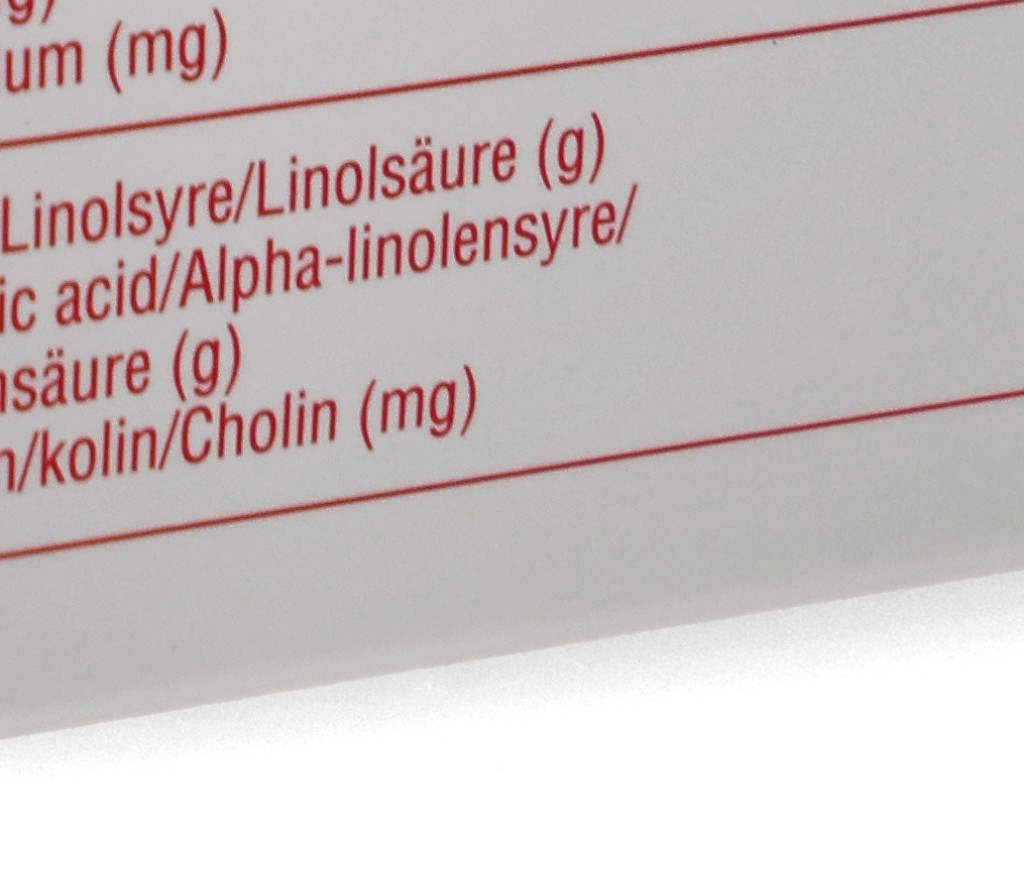 g)
um (mg)
Linolsyre/Linolsäure (g)
ic acid/Alpha-linolensyre/
nsäure (g)
n/kolin/Cholin (mg)